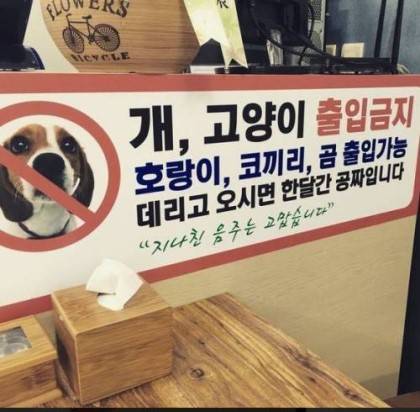 FLOWERS
BICYCLE
개, 고양이 출입금지
호랑이, 코끼리, 곰 출입가능
데리고 오시면 한달간 공짜입니다
“지나친 음주는 고맙습니다”